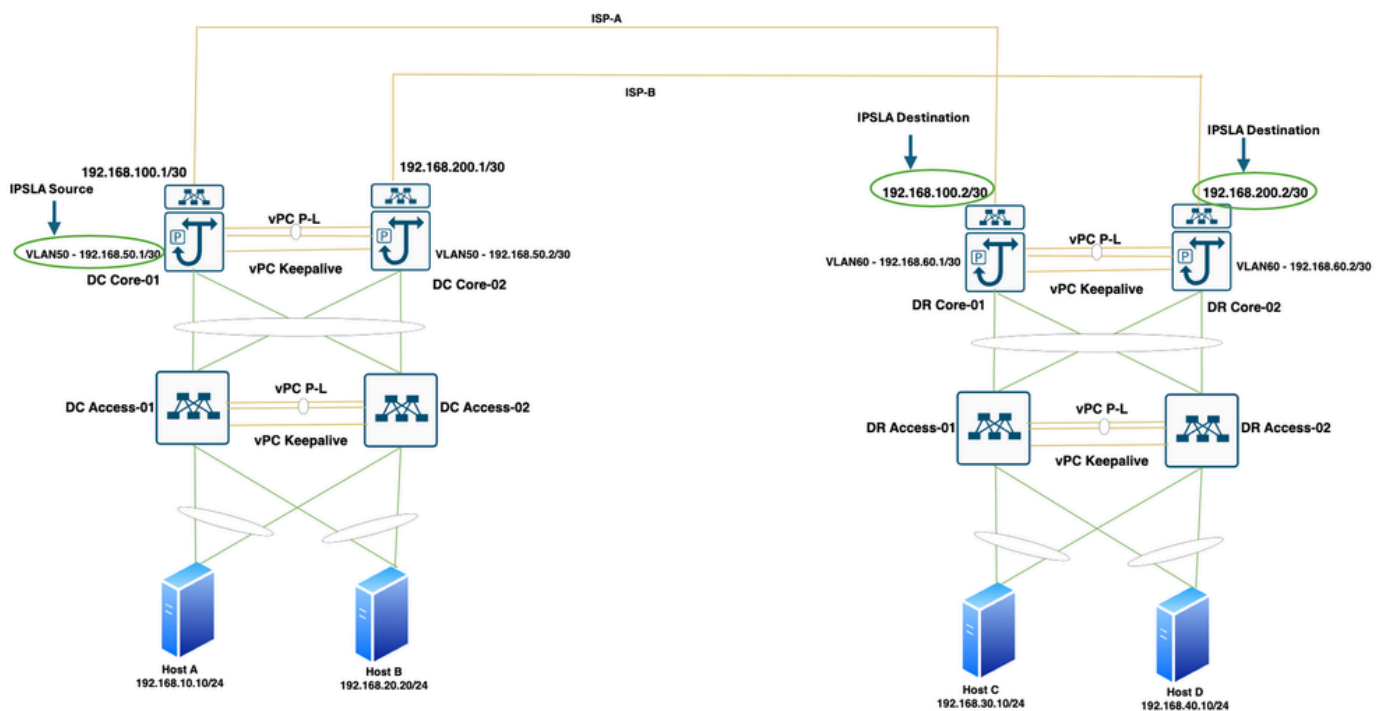 ISP-A
ISP-B
IPSLA Destination
IPSLA Destination
192.168.100.1/30
192.168.200.1/30
IPSLA Source
192.168.100.2/30
192.168.200.2/30
P
P
P
P
vPC P-L
vPC P-L
VLAN50 - 192.168.50.1/30
VLAN50 - 192.168.50.2/30
VLAN60 - 192.168.60.1/30
VLAN60 - 192.168.60.2/30
vPC Keepalive
vPC Keepalive
DC Core-01
DC Core-02
DR Core-01
DR Core-02
vPC P-L
vPC P-L
DC Access-01
DC Access-02
DR Access-01
DR Access-02
vPC Keepalive
vPC Keepalive
Host A
192.168.10.10/24
Host B
192.168.20.20/24
Host C
192.168.30.10/24
Host D
192.168.40.10/24